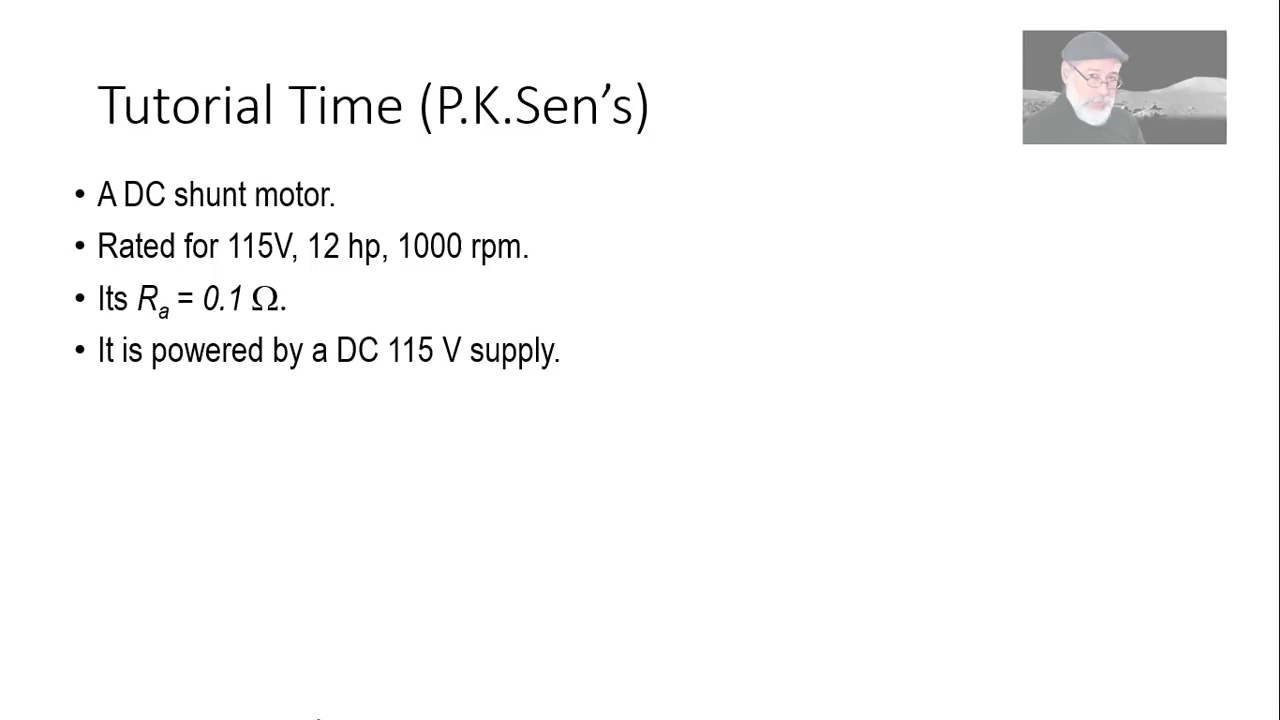 Tutorial Time (P.K.Sen’s)
• A DC shunt motor.
• Rated for 115V, 12 hp, 1000 rpm.
• Its Rₐ = 0.1 Ω.
• It is powered by a DC 115 V supply.